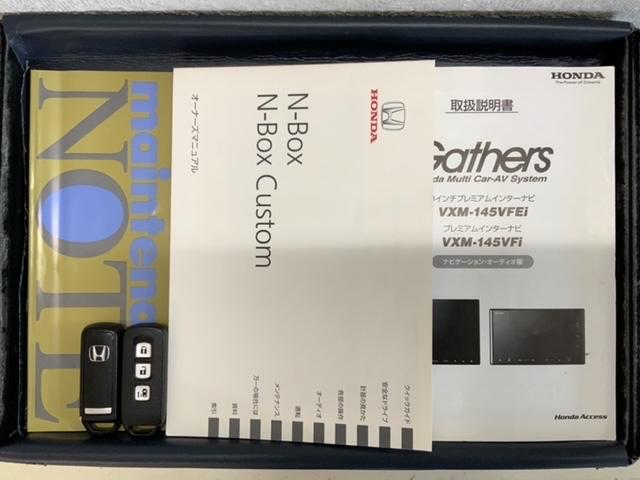 maintenan
NOTE
オーナーズマニュアル
N-Box
N-Box Custom
HONDA
クイックガイド
安全なドライブ
計器の見かた
各部の操作
オーディオ
運転
メンテナンス
万一の場合には
資料
索引
HONDA
The Power of Dreams
取扱説明書
Gathers
da Multi Car-AV System
インチプレミアムインターナビ
VXM-145VFEi
プレミアムインターナビ
VXM-145VFi
ナビゲーション・オーディオ編
Honda Access